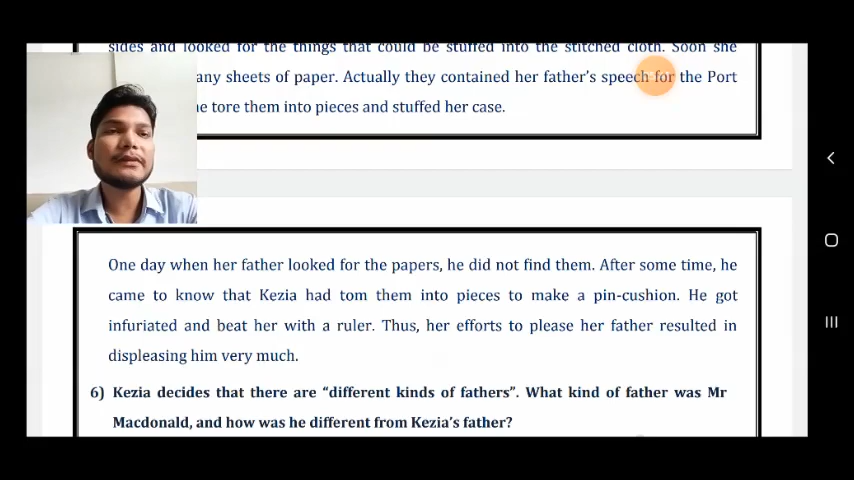 sides and looked for the things that could be stuffed into the stitched cloth. Soon she
any sheets of paper. Actually they contained her father's speech for the Port
e tore them into pieces and stuffed her case.
One day when her father looked for the papers, he did not find them. After some time, he
came to know that Kezia had tom them into pieces to make a pin-cushion. He got
infuriated and beat her with a ruler. Thus, her efforts to please her father resulted in
displeasing him very much.
6) Kezia decides that there are “different kinds of fathers”. What kind of father was Mr
Macdonald, and how was he different from Kezia's father?